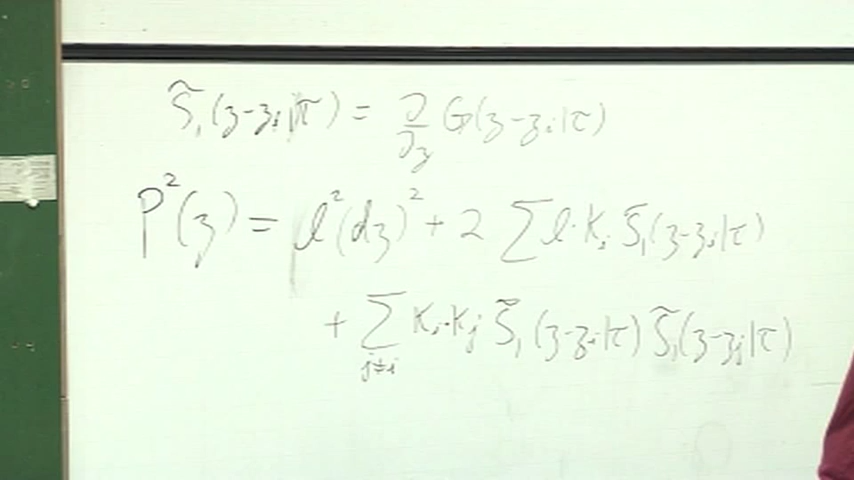 S̃₁(z-zᵢ|τ) = ∂/∂z G(z-zᵢ|τ)
P²(z) = l²(dz)² + 2 ∑ l·Kᵢ S̃₁(z-zᵢ|τ)
+ ∑_{j≠i} Kᵢ·Kⱼ S̃₁(z-zᵢ|τ) S̃₁(z-zⱼ|τ)